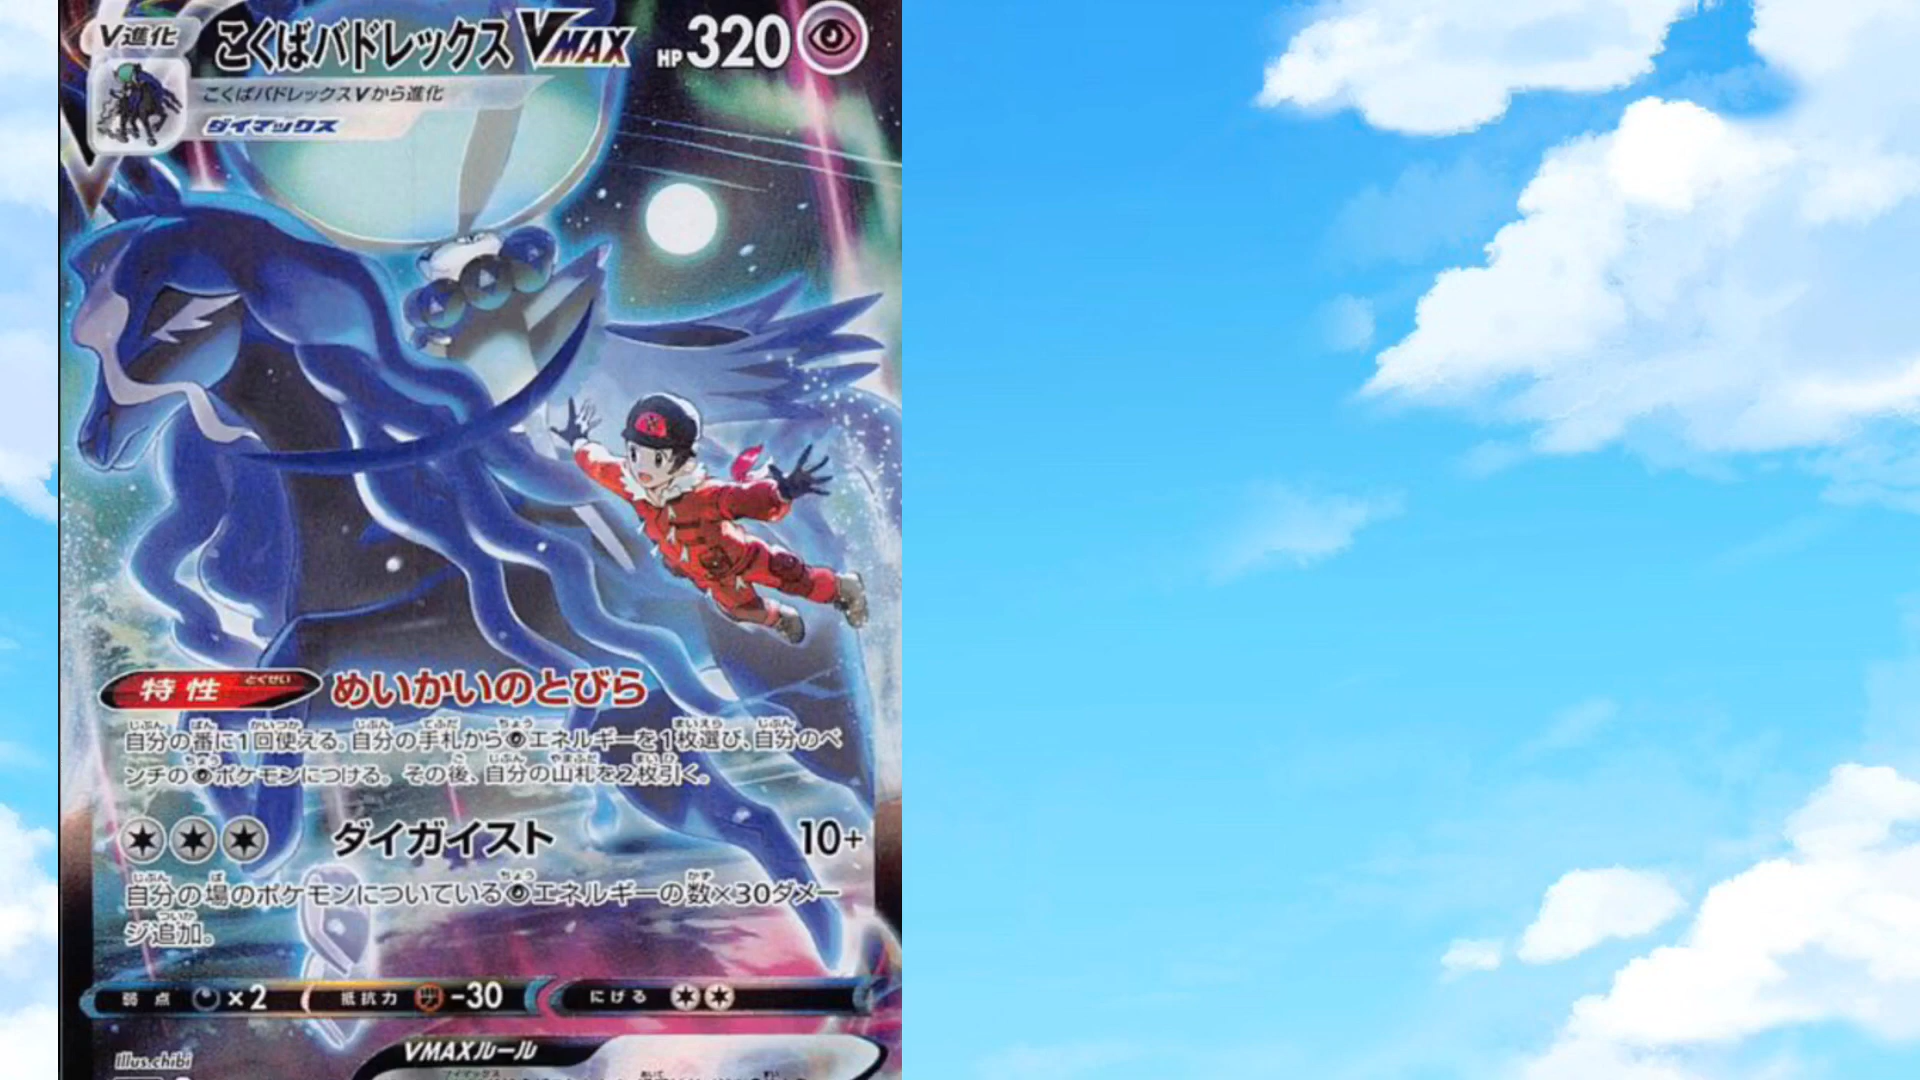 V進化
こくばバドレックス VMAX HP 320
こくばバドレックスVから進化
ダイマックス
特性 とくせい めいかいのとびら
自分の番に1回使える。自分の手札からエネルギーを1枚選び、自分のベ
ンチのポケモンにつける。その後、自分の山札を2枚引く。
ダイガイスト 10+
自分の場のポケモンについているエネルギーの数×30ダメー
ジ追加。
弱点 ×2 抵抗力 -30 にげる
VMAXルール
illus.chibi